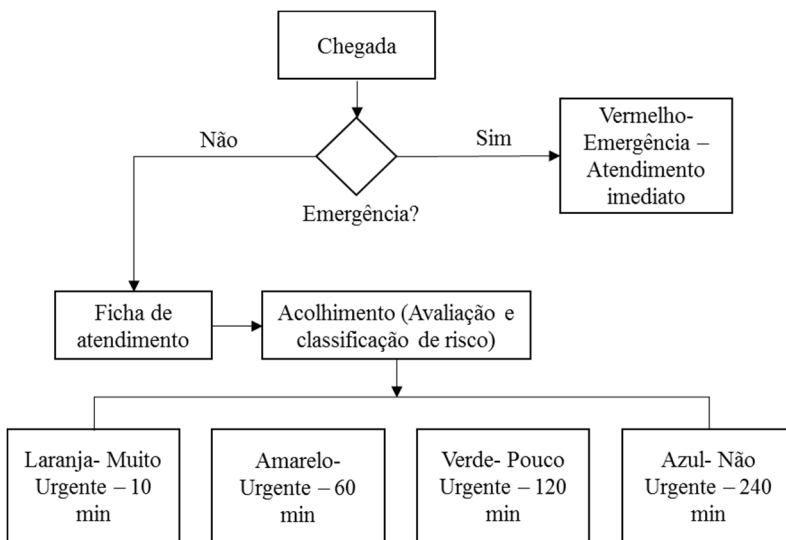 Chegada
Não
Sim
Vermelho-
Emergência –
Atendimento
imediato
Emergência?
Ficha de
atendimento
Acolhimento (Avaliação e
classificação de risco)
Laranja- Muito
Urgente – 10
min
Amarelo-
Urgente – 60
min
Verde- Pouco
Urgente – 120
min
Azul- Não
Urgente – 240
min